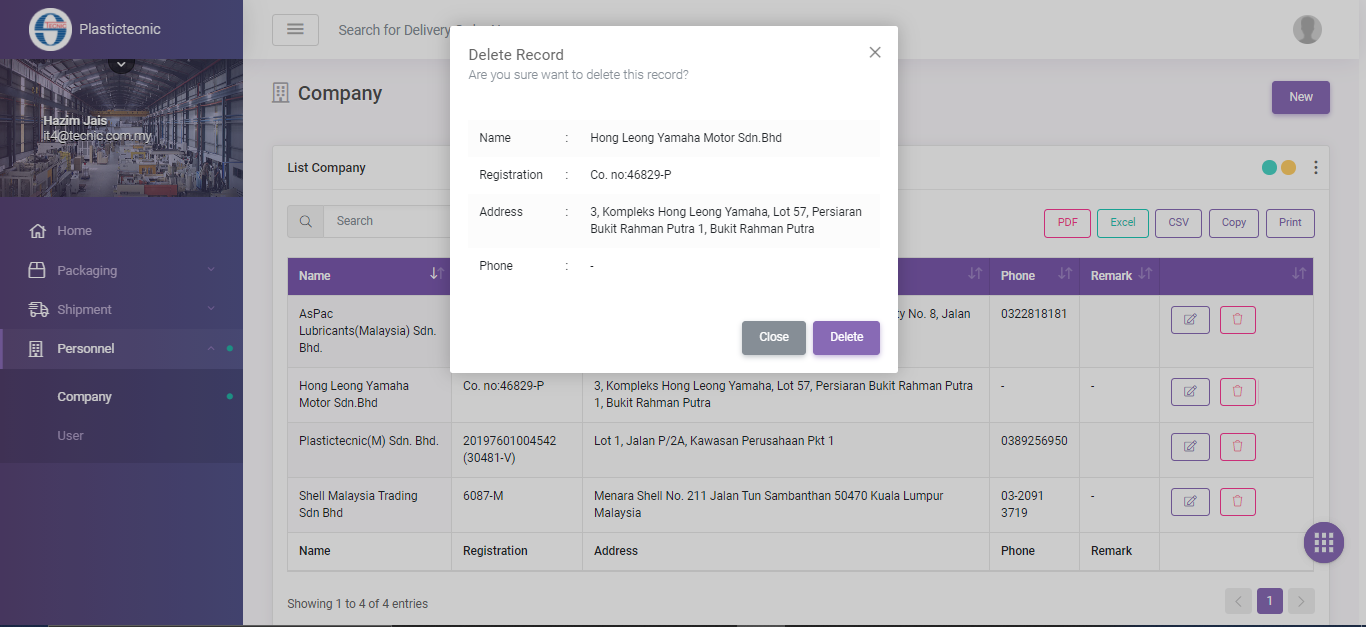 Plastictecnic
Search for Delivery
Hazim Jais
it4@tecnic.com.my
Home
Packaging
Shipment
Personnel
Company
User
Company
New
List Company
Search
PDF
Excel
CSV
Copy
Print
Name
Phone
Remark
AsPac
Lubricants(Malaysia) Sdn.
Bhd.
No. 8, Jalan
0322818181
Hong Leong Yamaha
Motor Sdn.Bhd
Co. no:46829-P
3, Kompleks Hong Leong Yamaha, Lot 57, Persiaran Bukit Rahman Putra
1, Bukit Rahman Putra
-
-
Plastictecnic(M) Sdn. Bhd.
20197601004542
(30481-V)
Lot 1, Jalan P/2A, Kawasan Perusahaan Pkt 1
0389256950
Shell Malaysia Trading
Sdn Bhd
6087-M
Menara Shell No. 211 Jalan Tun Sambanthan 50470 Kuala Lumpur
Malaysia
03-2091
3719
-
Name
Registration
Address
Phone
Remark
Showing 1 to 4 of 4 entries
1
Delete Record
Are you sure want to delete this record?
Name : Hong Leong Yamaha Motor Sdn.Bhd
Registration : Co. no:46829-P
Address : 3, Kompleks Hong Leong Yamaha, Lot 57, Persiaran
Bukit Rahman Putra 1, Bukit Rahman Putra
Phone : -
Close
Delete